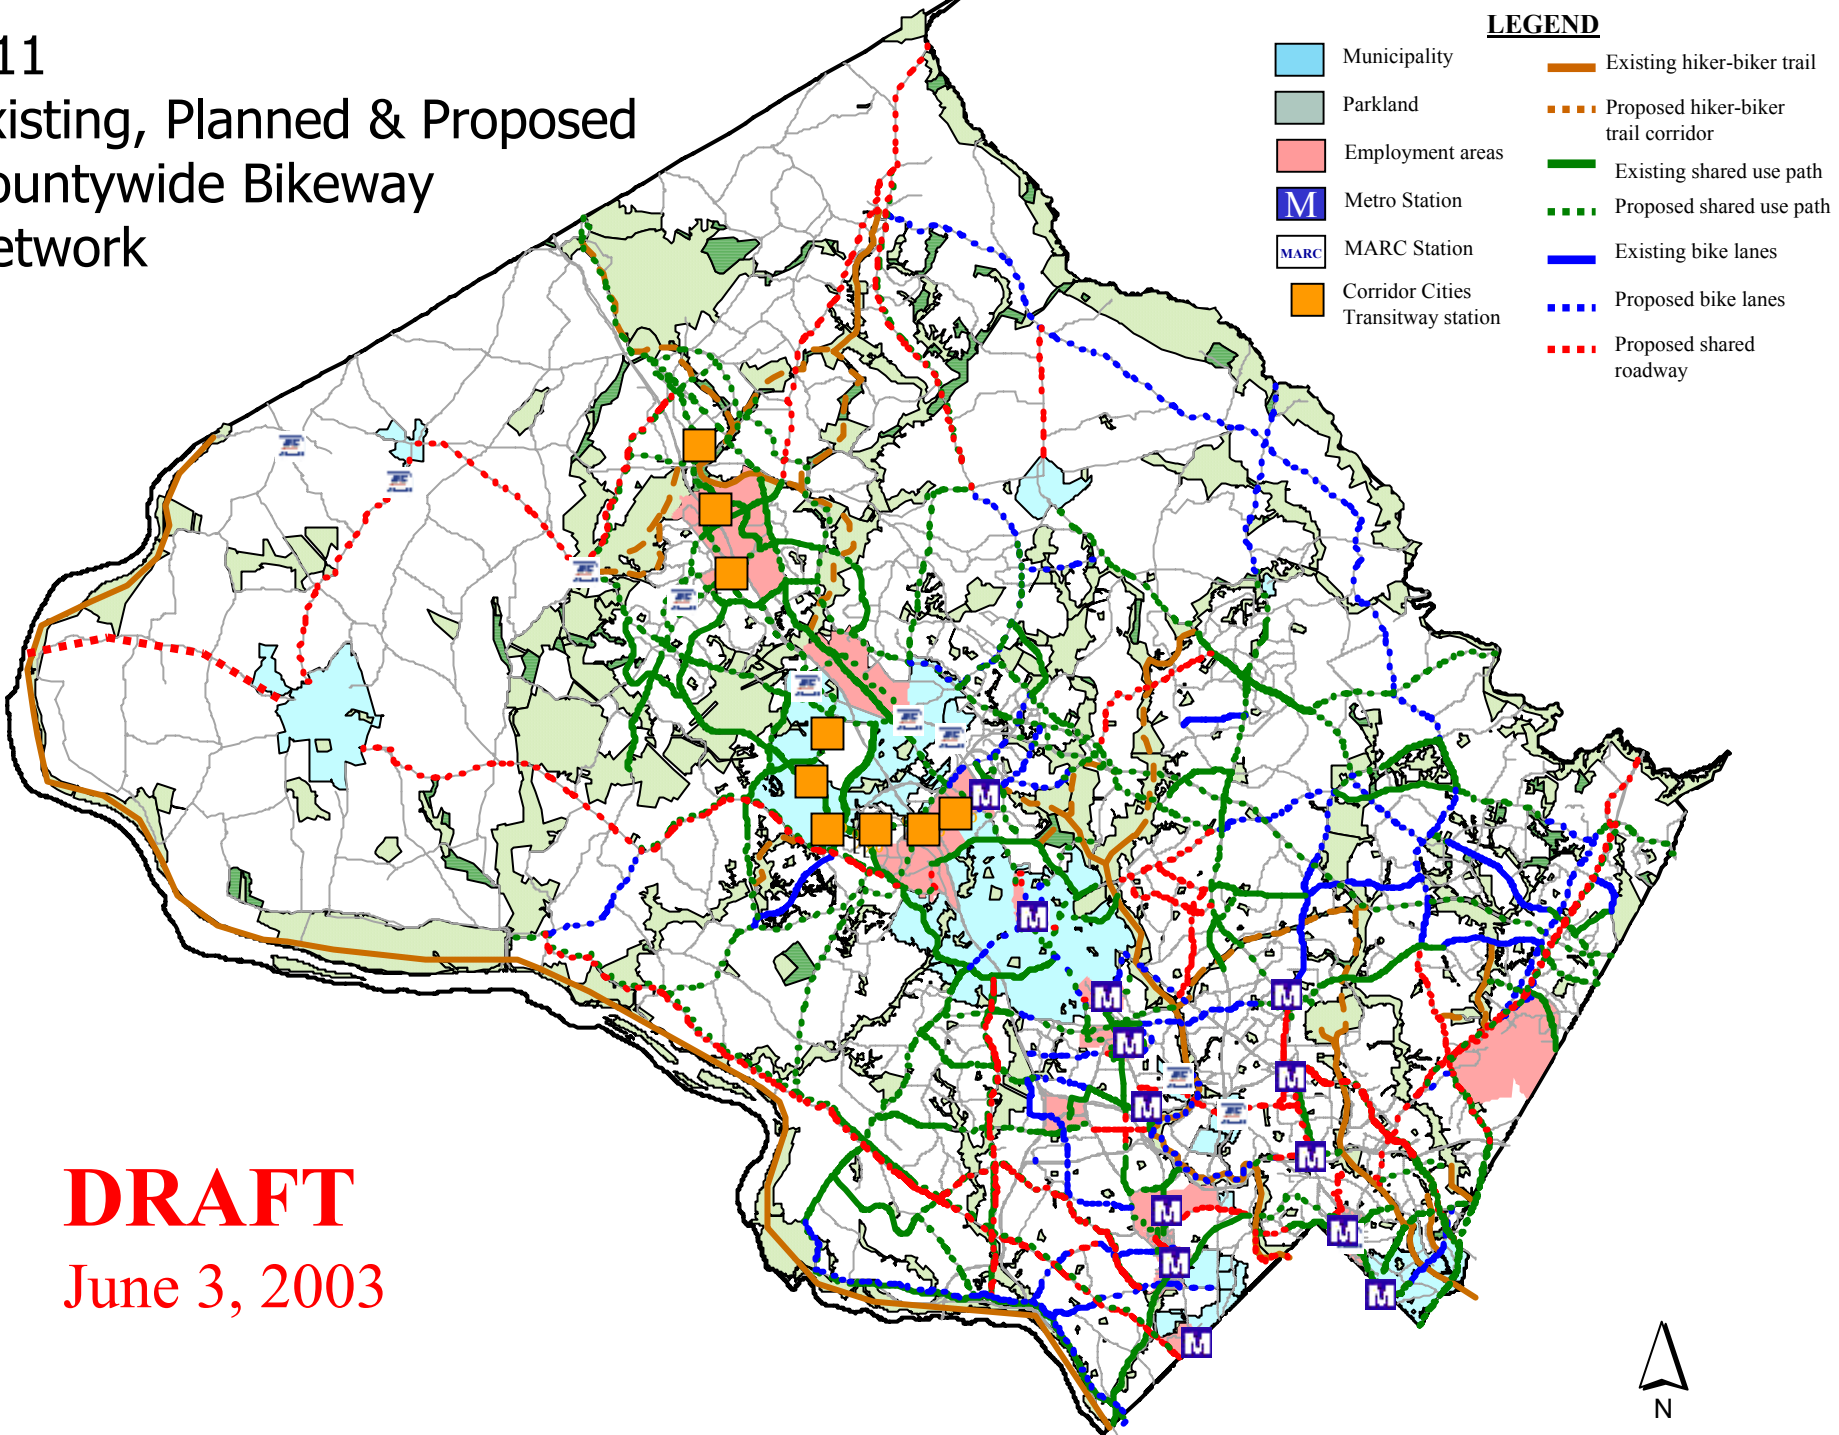 11
xisting, Planned & Proposed
ountywide Bikeway
etwork
LEGEND
Municipality
Parkland
Employment areas
M Metro Station
MARC MARC Station
Corridor Cities
Transitway station
Existing hiker-biker trail
Proposed hiker-biker
trail corridor
Existing shared use path
Proposed shared use path
Existing bike lanes
Proposed bike lanes
Proposed shared
roadway
M
M
M
M
M
M
M
M
M
M
M
M
DRAFT
June 3, 2003
N